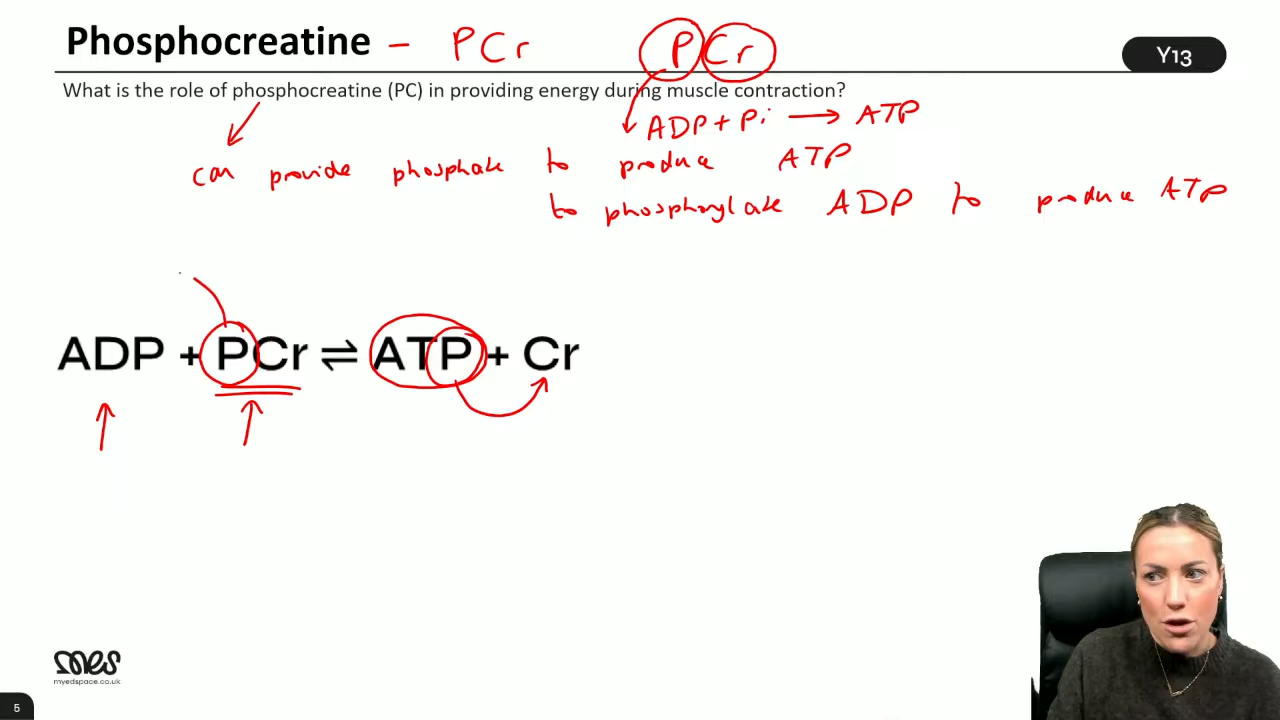 Phosphocreatine - PCr PCr
Y13
What is the role of phosphocreatine (PC) in providing energy during muscle contraction?
ADP + Pi → ATP
can provide phosphate to produce ATP
to phosphorylate ADP to produce ATP
ADP + PCr ⇌ ATP + Cr
mes
myedspace.co.uk
5